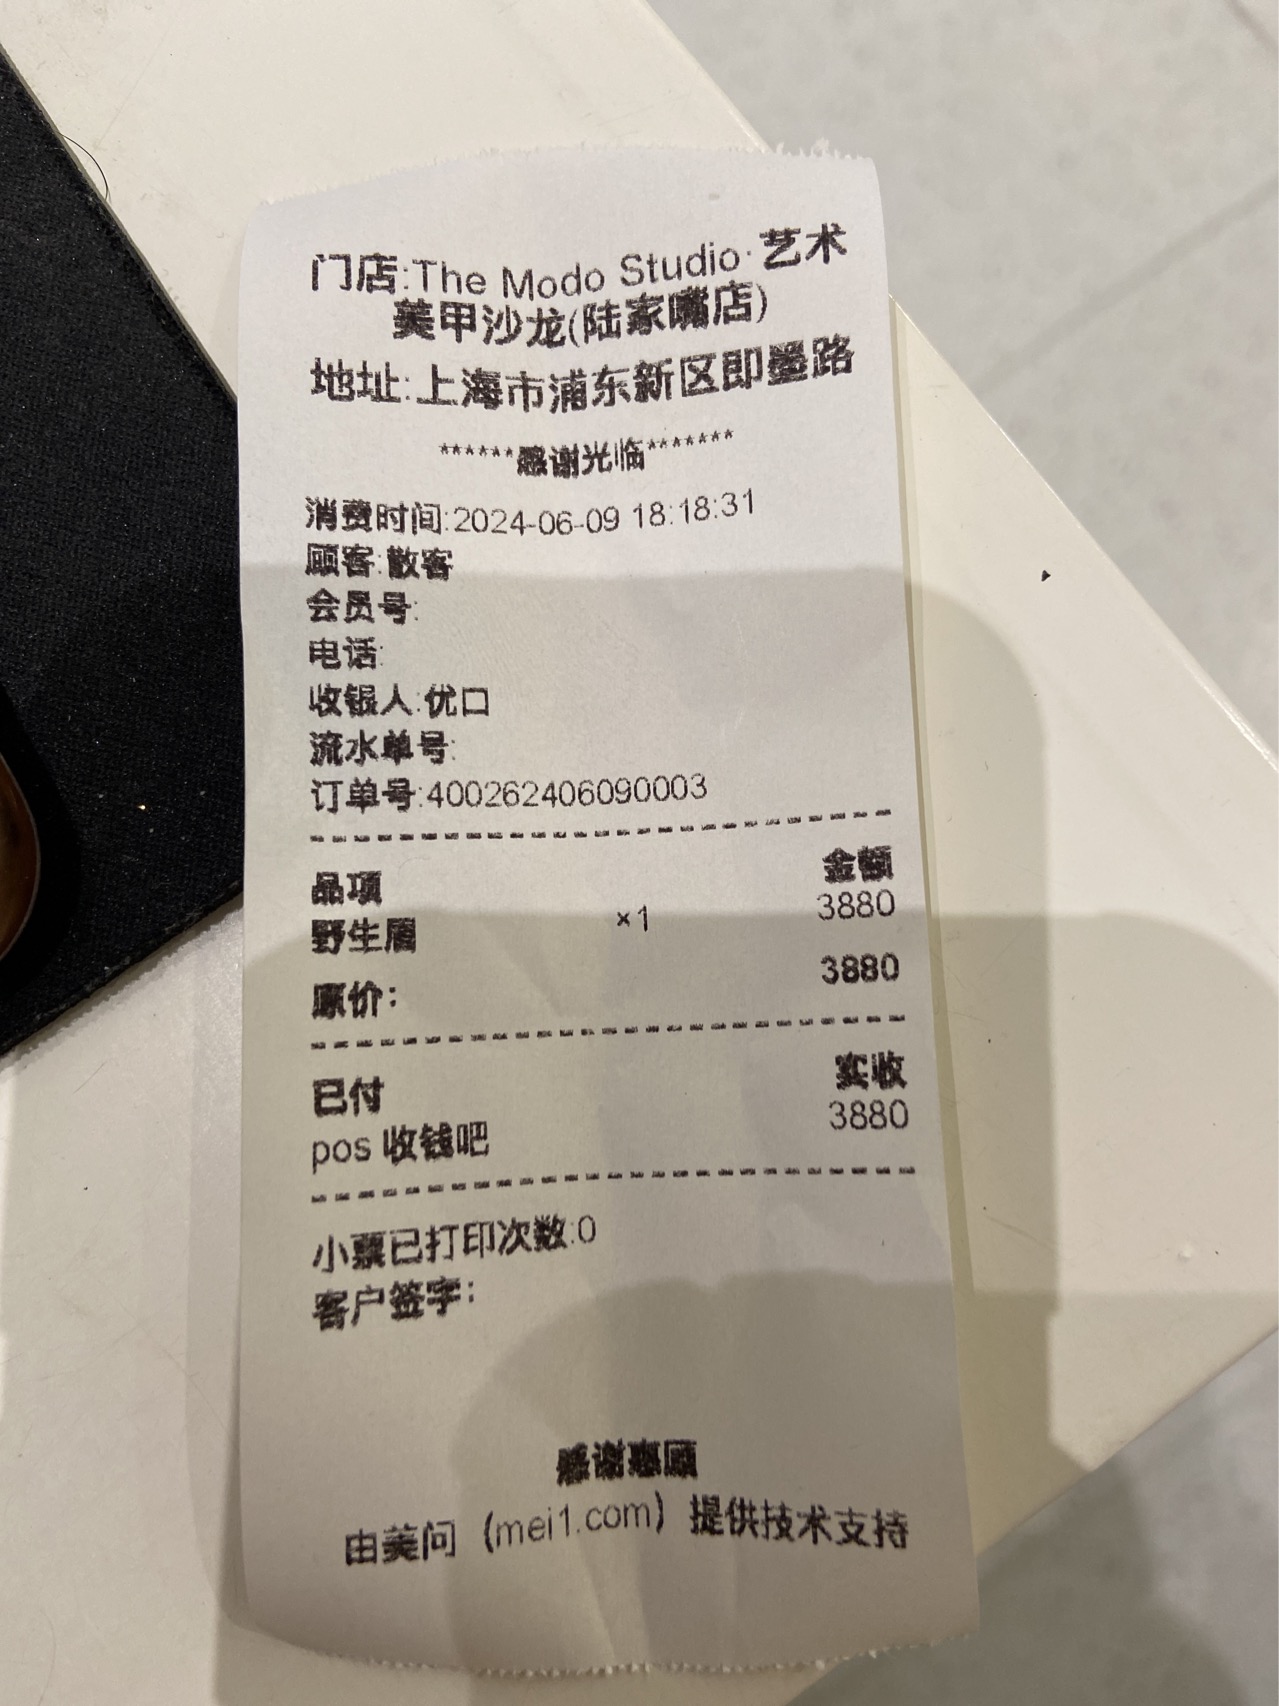 门店:The Modo Studio·艺术
美甲沙龙(陆家嘴店)
地址:上海市浦东新区即墨路
******感谢光临*******
消费时间:2024-06-09 18:18:31
顾客:散客
会员号:
电话:
收银人:优口
流水单号:
订单号:400262406090003
品项 金额
野生眉 ×1 3880
原价: 3880
已付 实收
pos 收钱吧 3880
小票已打印次数:0
客户签字:
感谢惠顾
由美问（mei1.com）提供技术支持